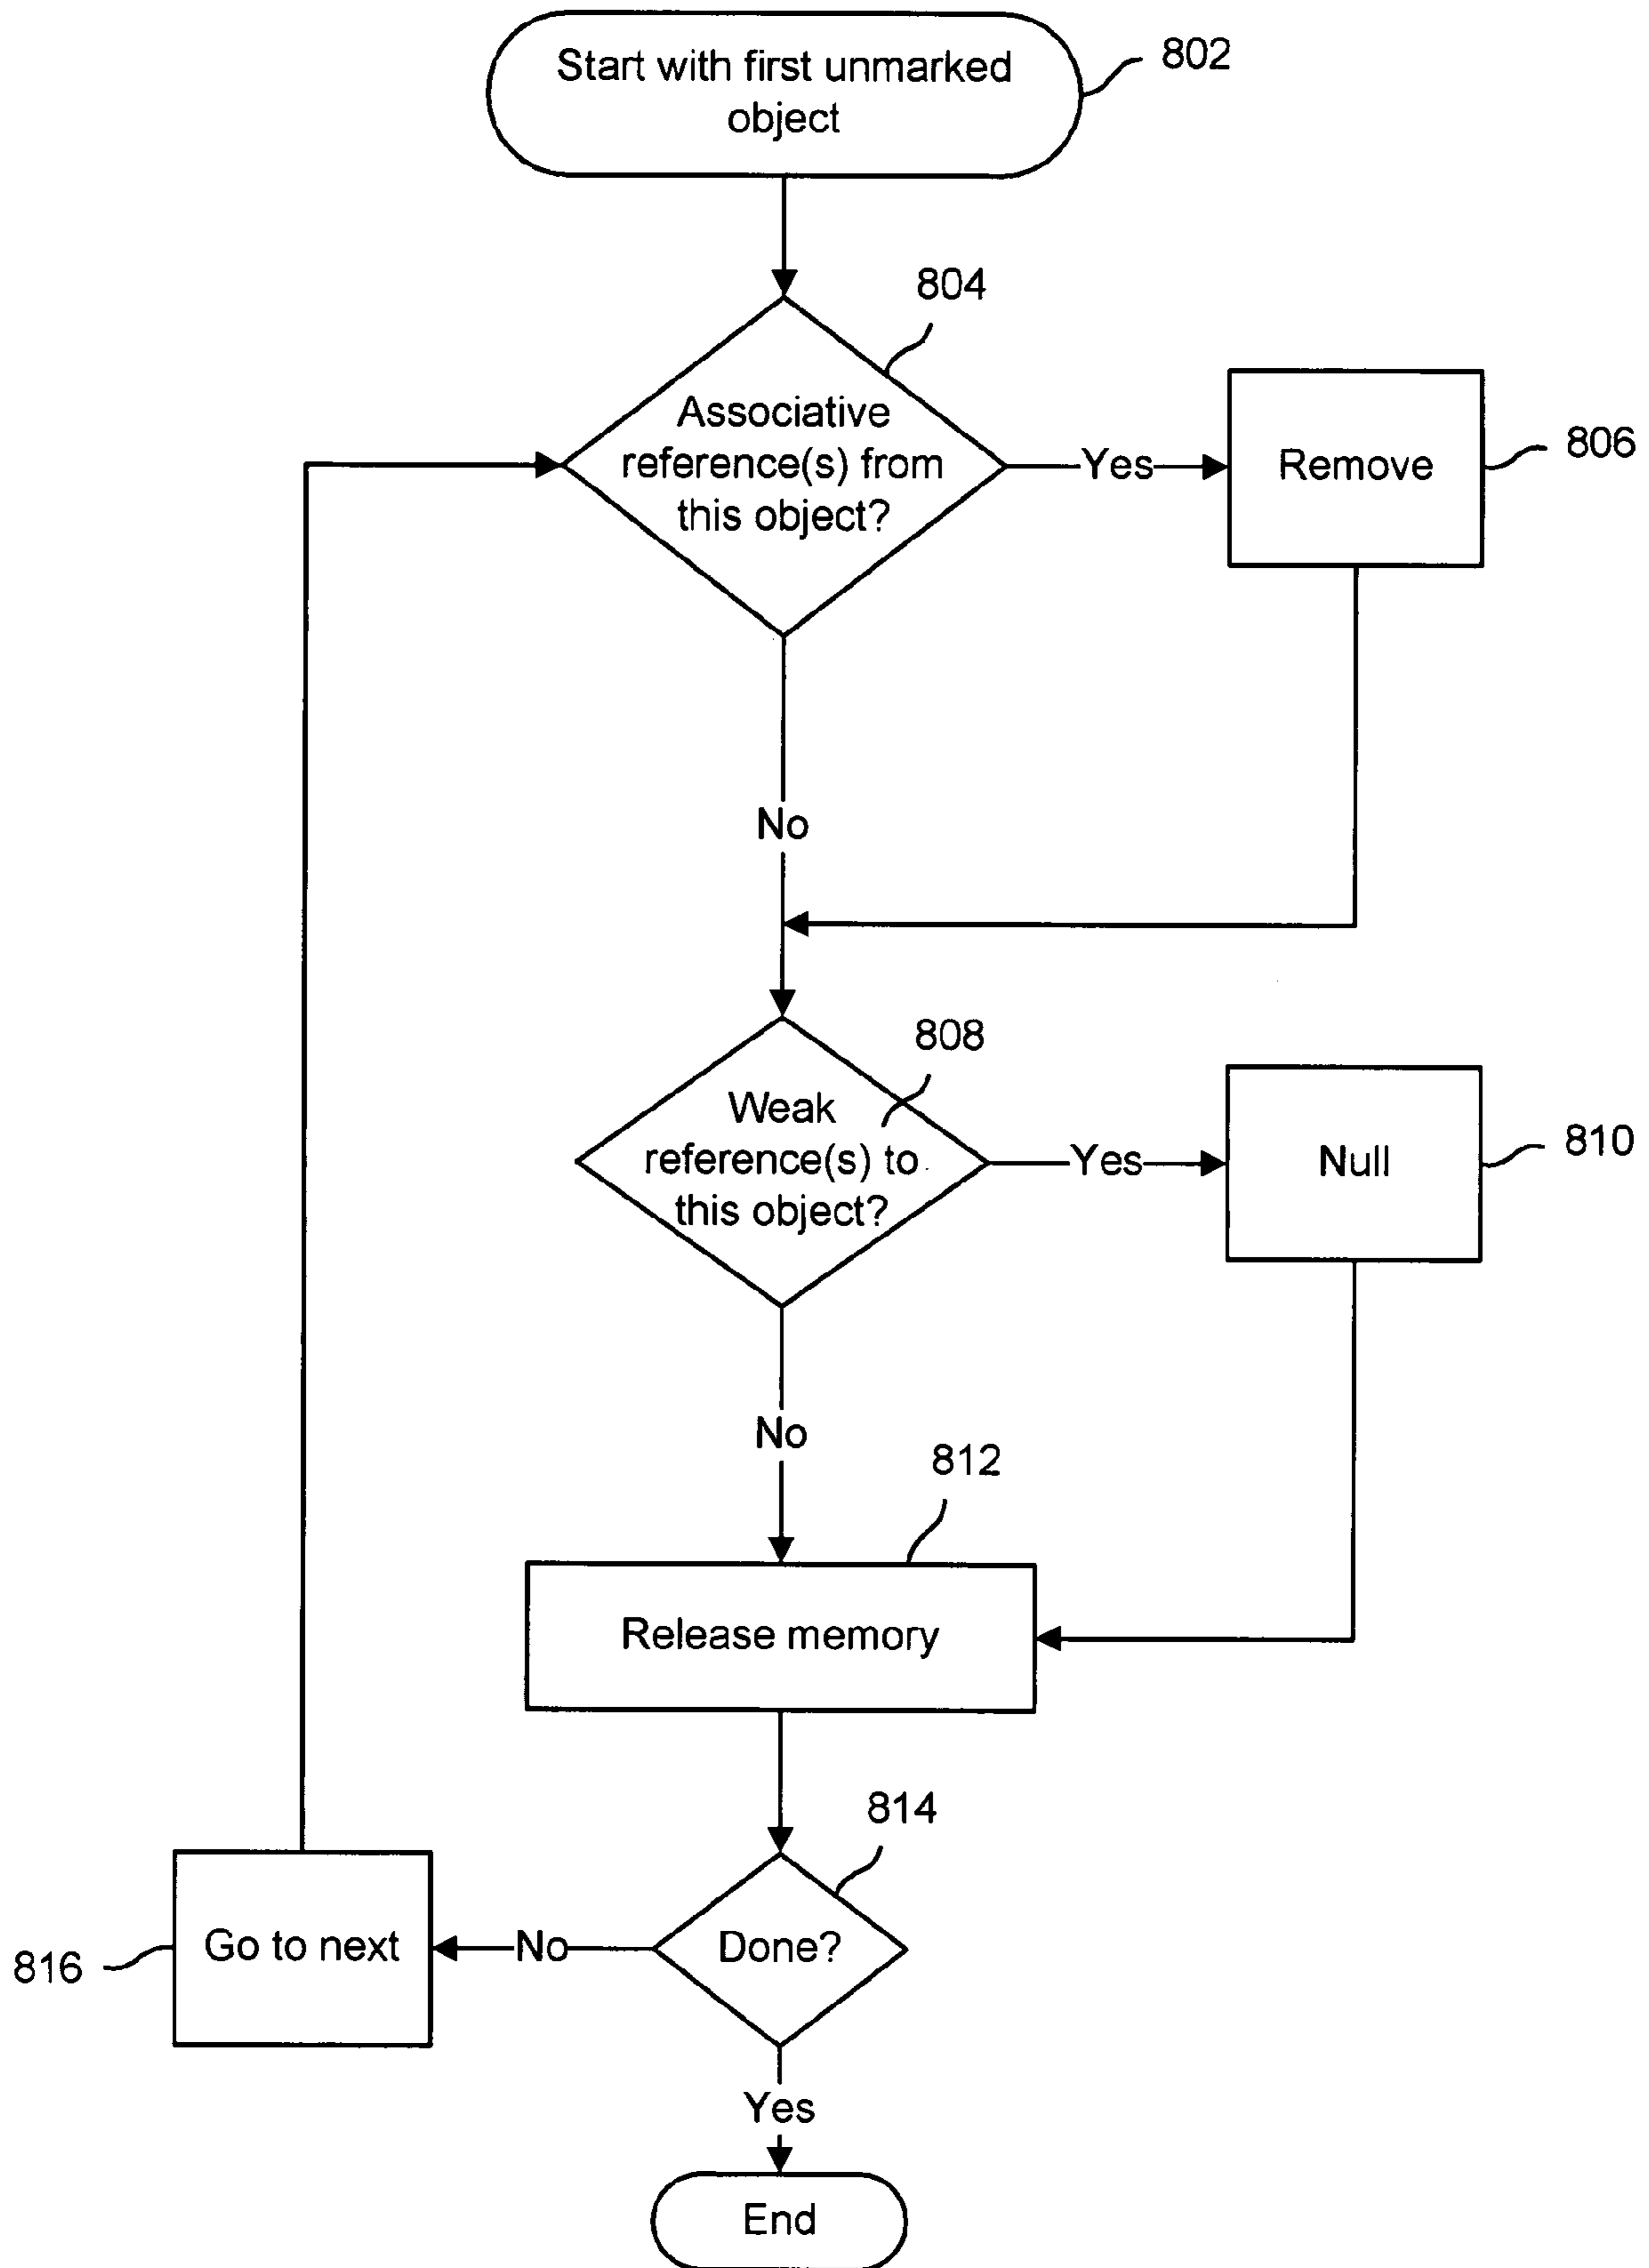 Start with first unmarked
object
802
804
Associative
reference(s) from
this object?
Yes
Remove
806
No
808
Weak
reference(s) to
this object?
Yes
Null
810
No
812
Release memory
814
Done?
No
Go to next
816
Yes
End